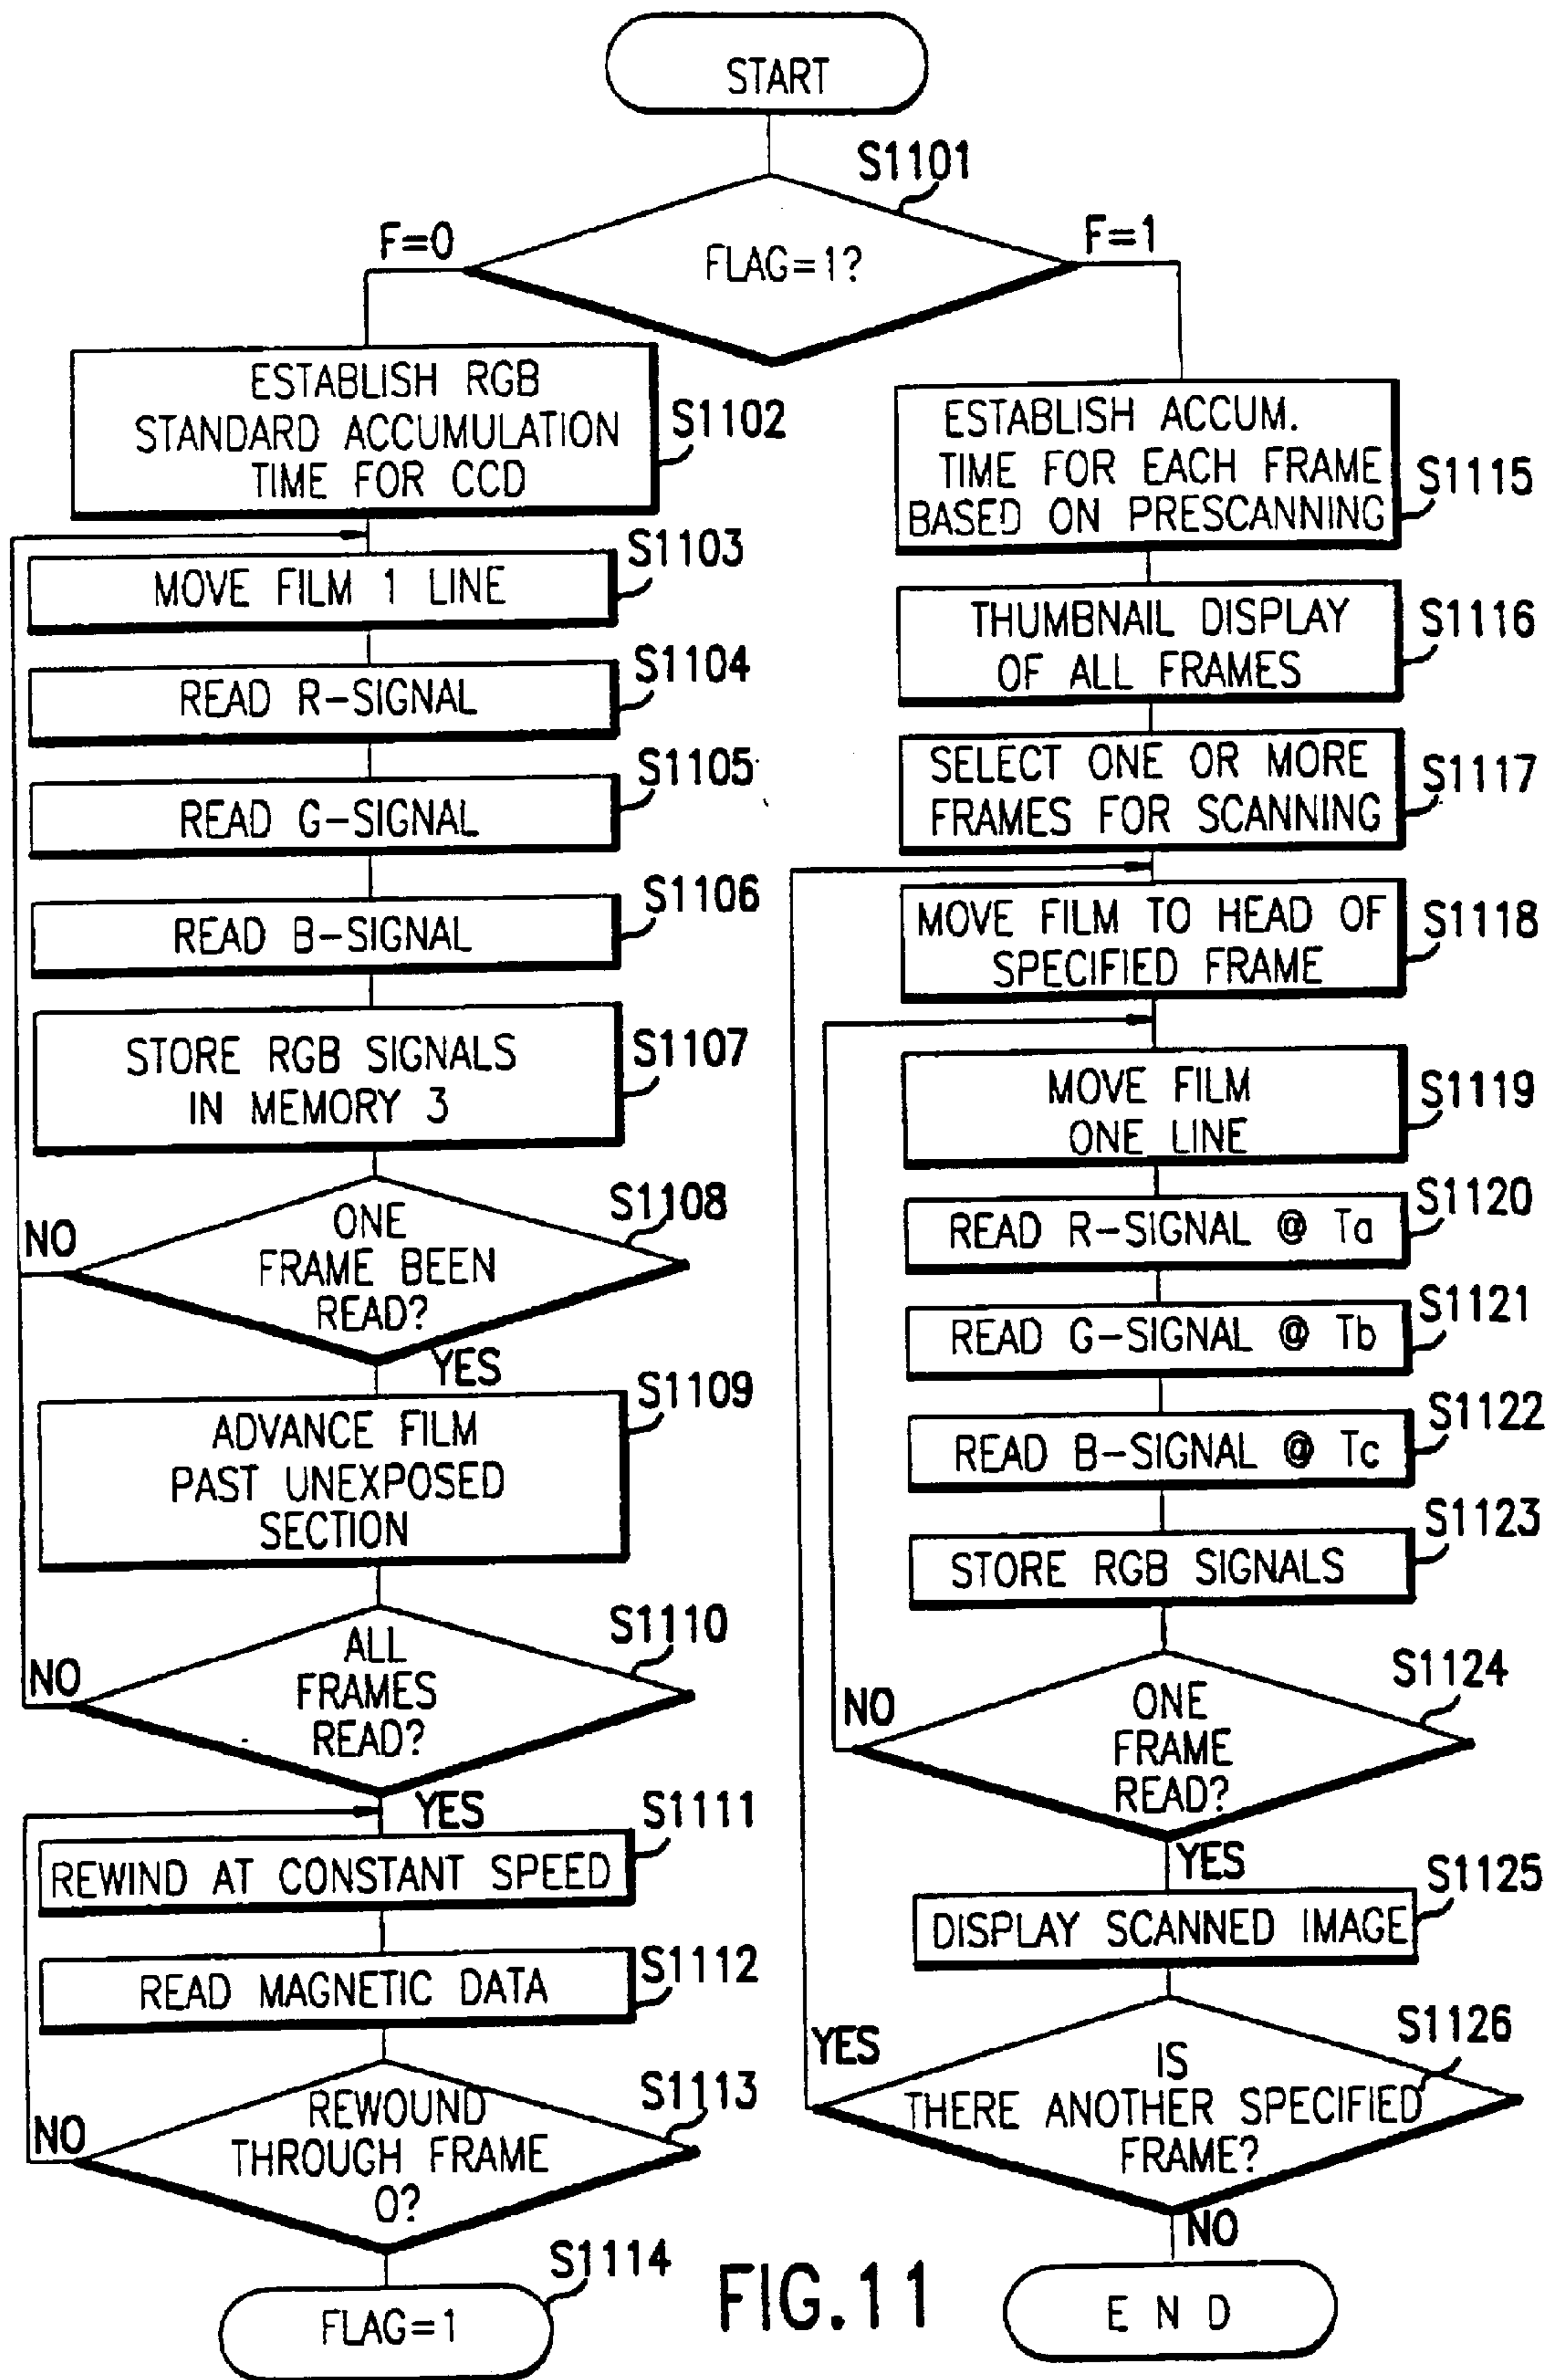 START
S1101
FLAG=1?
F=0
F=1
ESTABLISH RGB
STANDARD ACCUMULATION
TIME FOR CCD
S1102
MOVE FILM 1 LINE
S1103
READ R-SIGNAL
S1104
READ G-SIGNAL
S1105
READ B-SIGNAL
S1106
STORE RGB SIGNALS
IN MEMORY 3
S1107
ONE
FRAME BEEN
READ?
S1108
NO
YES
ADVANCE FILM
PAST UNEXPOSED
SECTION
S1109
ALL
FRAMES
READ?
S1110
NO
YES
REWIND AT CONSTANT SPEED
S1111
READ MAGNETIC DATA
S1112
REWOUND
THROUGH FRAME
0?
S1113
NO
FLAG=1
S1114
ESTABLISH ACCUM.
TIME FOR EACH FRAME
BASED ON PRESCANNING
S1115
THUMBNAIL DISPLAY
OF ALL FRAMES
S1116
SELECT ONE OR MORE
FRAMES FOR SCANNING
S1117
MOVE FILM TO HEAD OF
SPECIFIED FRAME
S1118
MOVE FILM
ONE LINE
S1119
READ R-SIGNAL @ Ta
S1120
READ G-SIGNAL @ Tb
S1121
READ B-SIGNAL @ Tc
S1122
STORE RGB SIGNALS
S1123
ONE
FRAME
READ?
S1124
NO
YES
DISPLAY SCANNED IMAGE
S1125
IS
THERE ANOTHER SPECIFIED
FRAME?
S1126
YES
NO
END
FIG.11